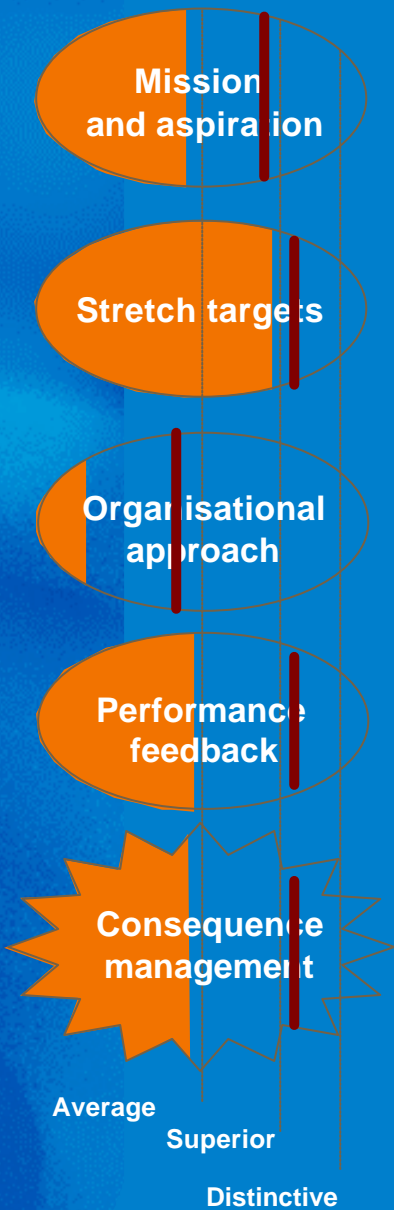 Mission
and aspiration
Stretch targets
Organisational
approach
Performance
feedback
Consequence
management
Average
Superior
Distinctive